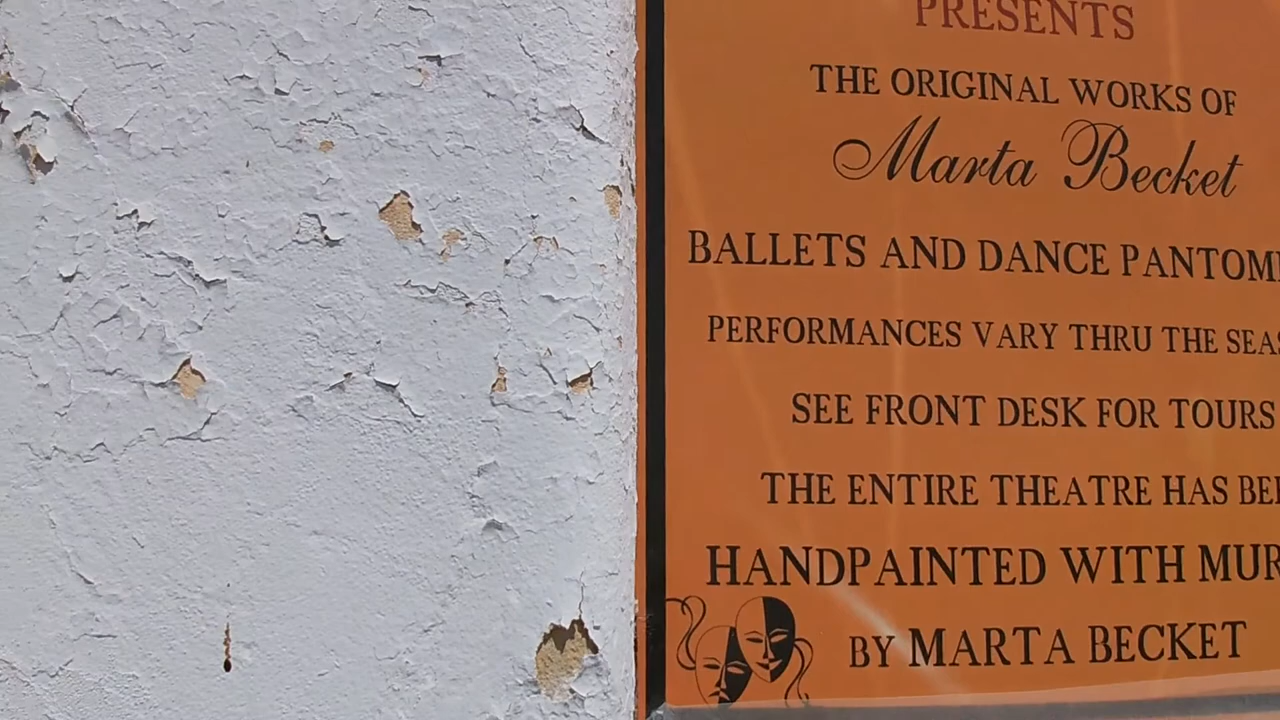 PRESENTS
THE ORIGINAL WORKS OF
Marta Becket
BALLETS AND DANCE PANTOM
PERFORMANCES VARY THRU THE SEAS
SEE FRONT DESK FOR TOURS
THE ENTIRE THEATRE HAS BE
HANDPAINTED WITH MUR
BY MARTA BECKET